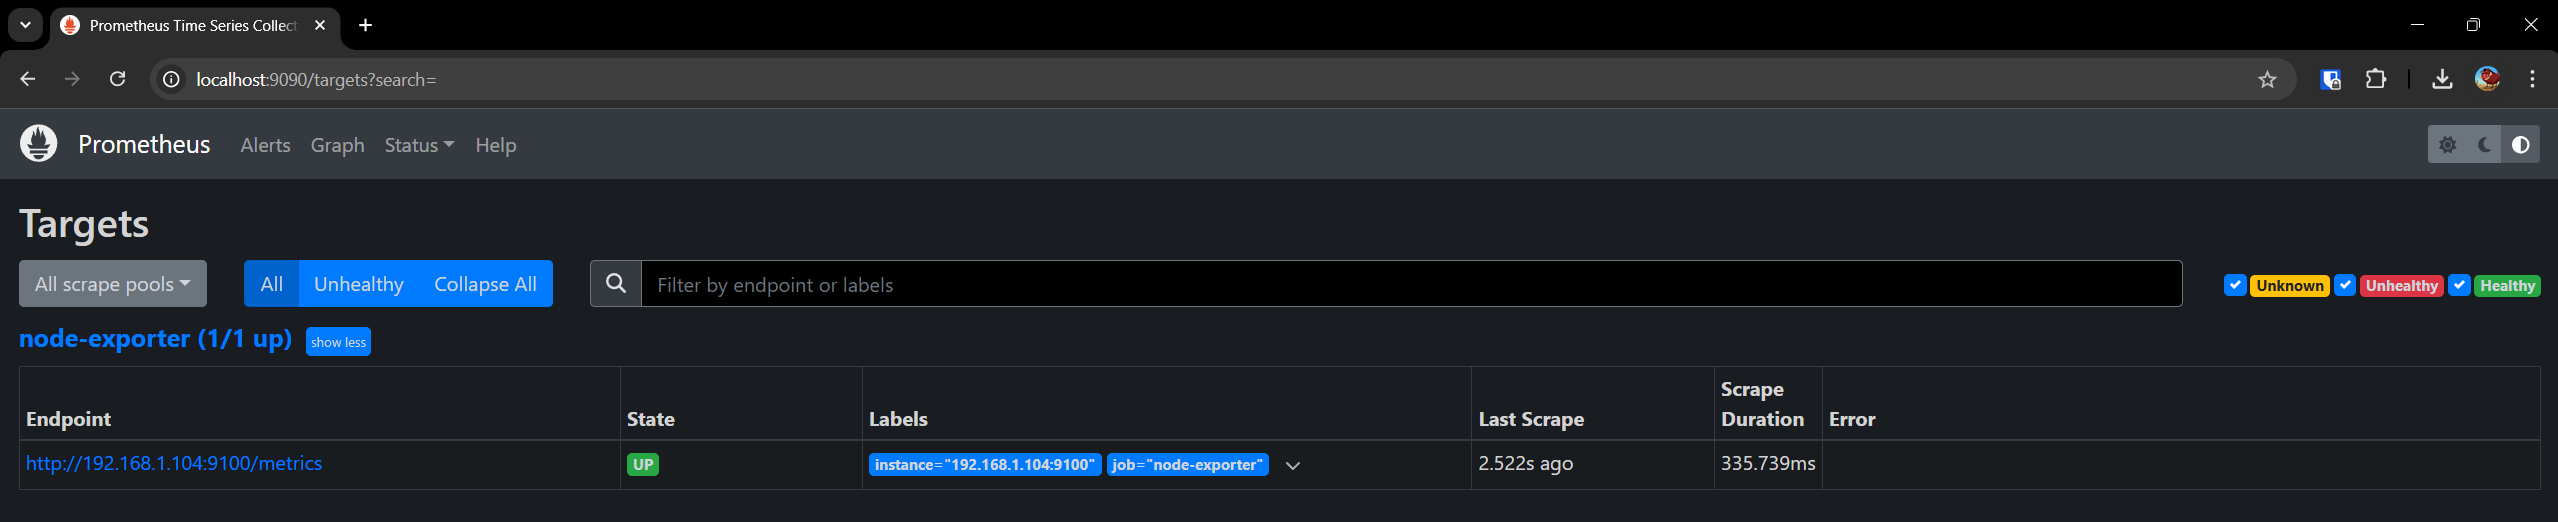 Prometheus Time Series Collect
localhost:9090/targets?search=
Prometheus Alerts Graph Status Help
Targets
All scrape pools All Unhealthy Collapse All Filter by endpoint or labels Unknown Unhealthy Healthy
node-exporter (1/1 up) show less
Endpoint State Labels Last Scrape Scrape Duration Error
http://192.168.1.104:9100/metrics UP instance="192.168.1.104:9100" job="node-exporter" 2.522s ago 335.739ms